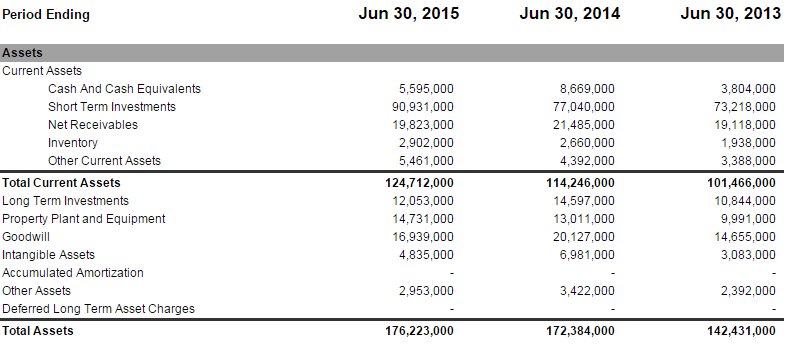 Period Ending Jun 30, 2015 Jun 30, 2014 Jun 30, 2013
Assets
Current Assets
Cash And Cash Equivalents 5,595,000 8,669,000 3,804,000
Short Term Investments 90,931,000 77,040,000 73,218,000
Net Receivables 19,823,000 21,485,000 19,118,000
Inventory 2,902,000 2,660,000 1,938,000
Other Current Assets 5,461,000 4,392,000 3,388,000
Total Current Assets 124,712,000 114,246,000 101,466,000
Long Term Investments 12,053,000 14,597,000 10,844,000
Property Plant and Equipment 14,731,000 13,011,000 9,991,000
Goodwill 16,939,000 20,127,000 14,655,000
Intangible Assets 4,835,000 6,981,000 3,083,000
Accumulated Amortization - - -
Other Assets 2,953,000 3,422,000 2,392,000
Deferred Long Term Asset Charges - - -
Total Assets 176,223,000 172,384,000 142,431,000